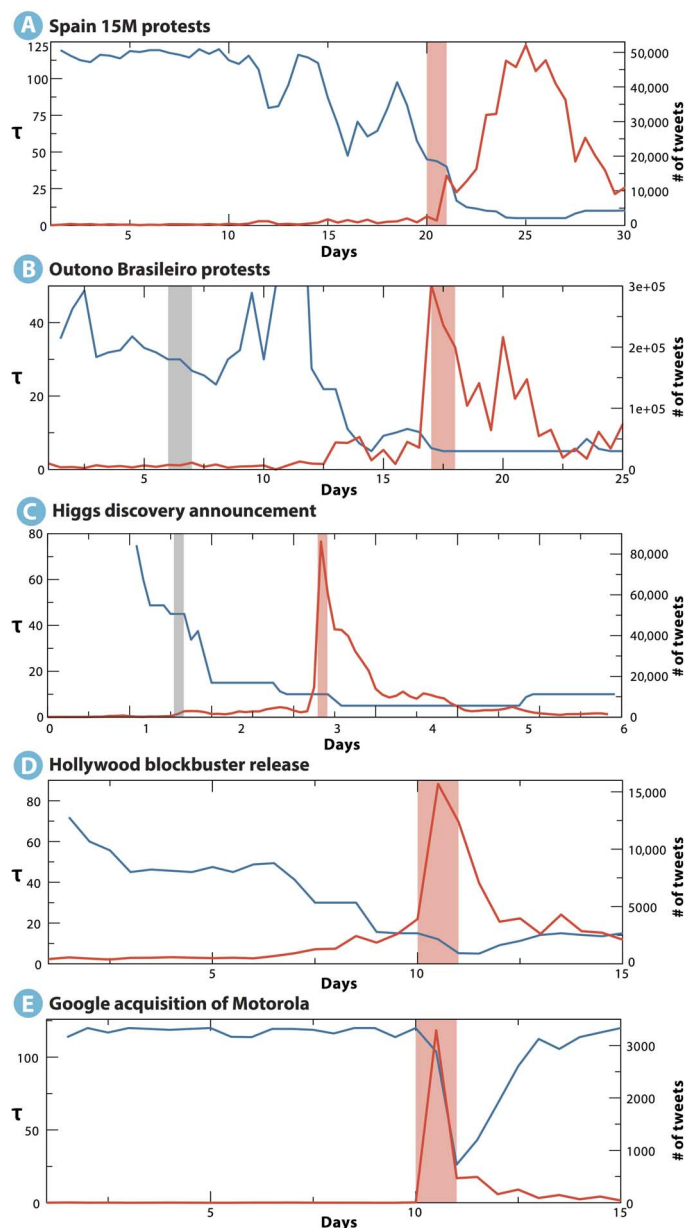 A Spain 15M protests
125
100
75
50
25
0
τ
50,000
40,000
30,000
20,000
10,000
0
# of tweets
5 10 15 20 25 30
Days
B Outono Brasileiro protests
40
20
0
τ
3e+05
2e+05
1e+05
0
# of tweets
5 10 15 20 25
Days
C Higgs discovery announcement
80
60
40
20
0
τ
80,000
60,000
40,000
20,000
0
# of tweets
0 1 2 3 4 5 6
Days
D Hollywood blockbuster release
80
60
40
20
0
τ
15,000
10,000
5000
0
# of tweets
5 10 15
Days
E Google acquisition of Motorola
100
50
0
τ
3000
2000
1000
0
# of tweets
5 10 15
Days